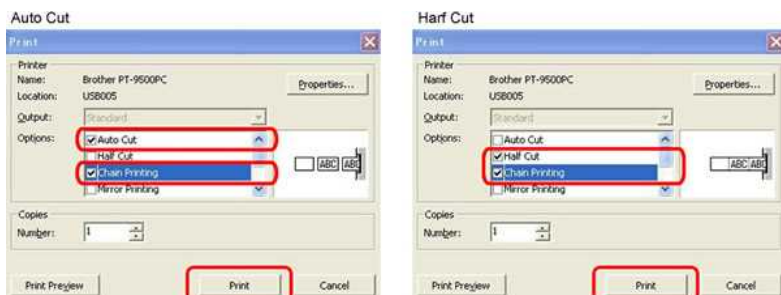 Auto Cut
Print
Printer
Name: Brother PT-9500PC
Properties...
Location: USB005
Output: Standard
Options:
Auto Cut
Half Cut
Chain Printing
Mirror Printing
ABC ABC
Copies
Number: 1
Print Preview Print Cancel
Harf Cut
Print
Printer
Name: Brother PT-9500PC
Properties...
Location: USB005
Output: Standard
Options:
Auto Cut
Half Cut
Chain Printing
Mirror Printing
ABC ABC
Copies
Number: 1
Print Preview Print Cancel